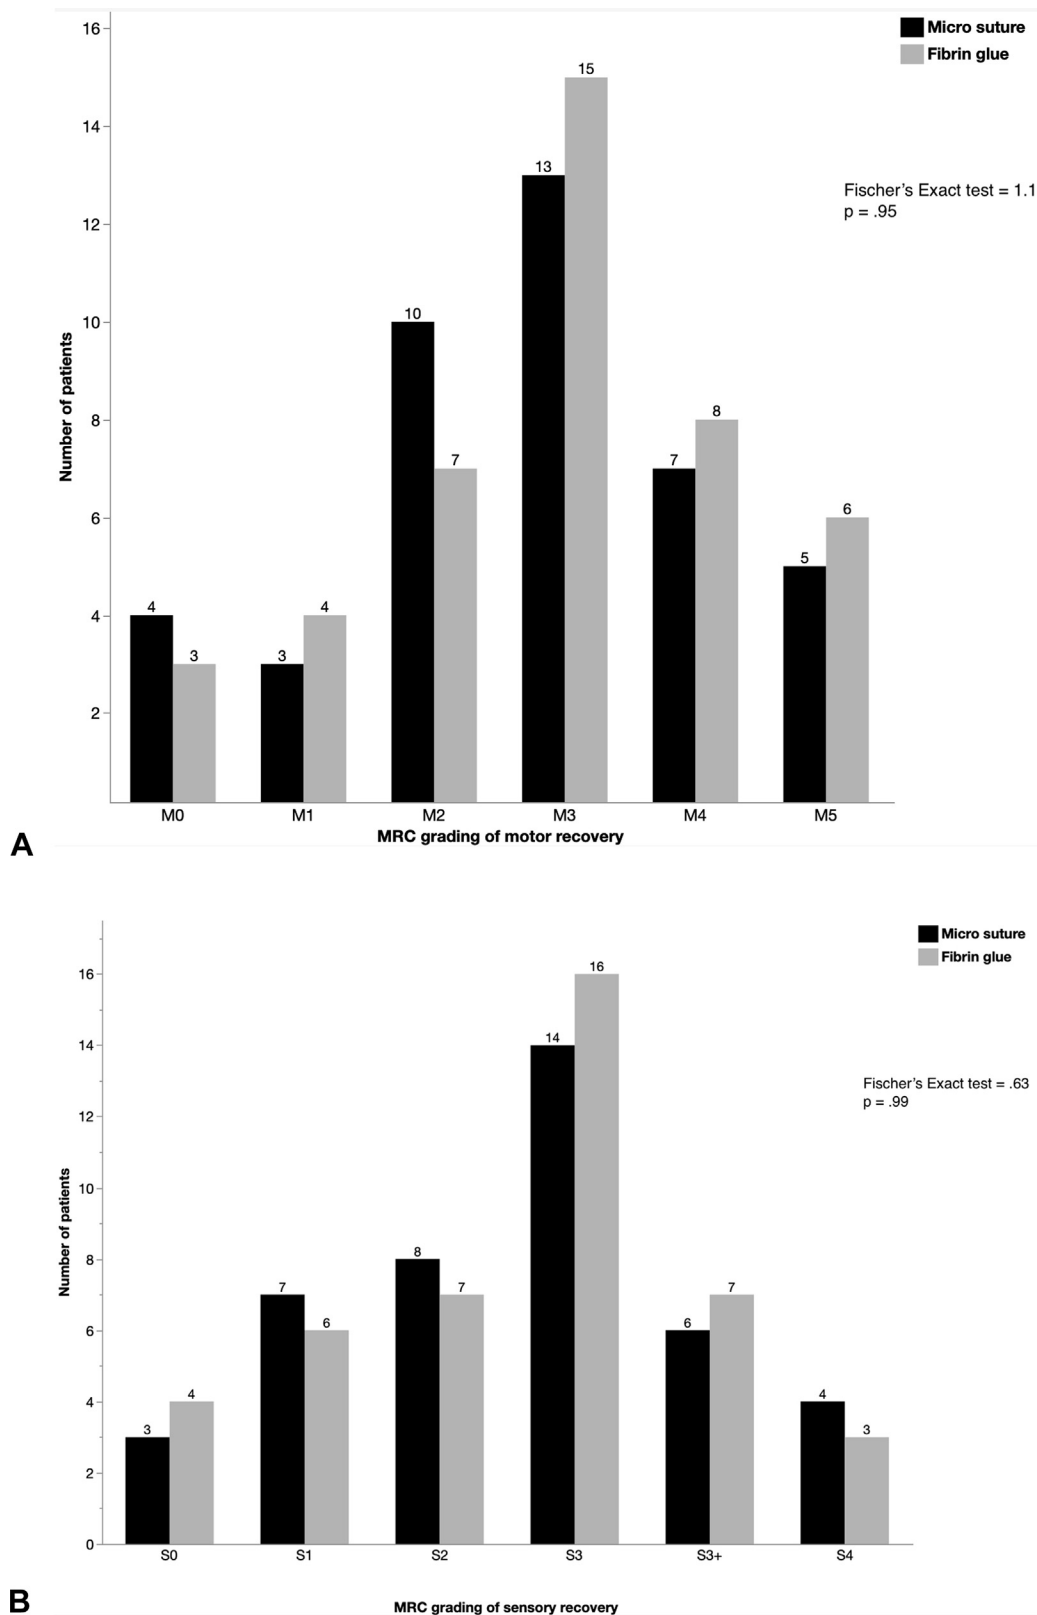 16
14
12
10
8
6
4
2
Number of patients
Micro suture
Fibrin glue
Fischer's Exact test = 1.1
p = .95
4
3
3
4
10
7
13
15
7
8
5
6
M0 M1 M2 M3 M4 M5
MRC grading of motor recovery
A
16
14
12
10
8
6
4
2
0
Number of patients
Micro suture
Fibrin glue
Fischer's Exact test = .63
p = .99
3
4
7
6
8
7
14
16
6
7
4
3
S0 S1 S2 S3 S3+ S4
MRC grading of sensory recovery
B